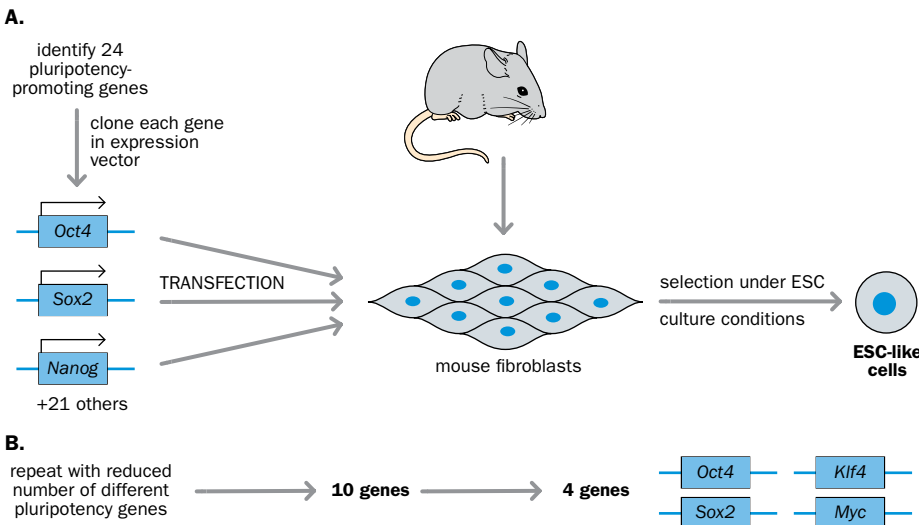 A.
identify 24
pluripotency-
promoting genes
clone each gene
in expression
vector
Oct4
Sox2
Nanog
+21 others
TRANSFECTION
mouse fibroblasts
selection under ESC
culture conditions
ESC-like
cells
B.
repeat with reduced
number of different
pluripotency genes
10 genes
4 genes
Oct4
Klf4
Sox2
Myc